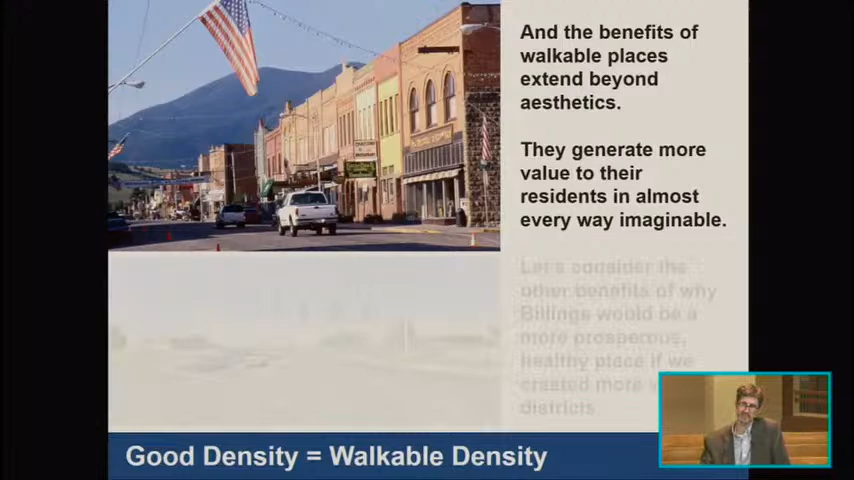 And the benefits of
walkable places
extend beyond
aesthetics.
They generate more
value to their
residents in almost
every way imaginable.
Let's consider the
other benefits of why
Billings would be a
more prosperous,
healthy place if we
created more
districts
Good Density = Walkable Density